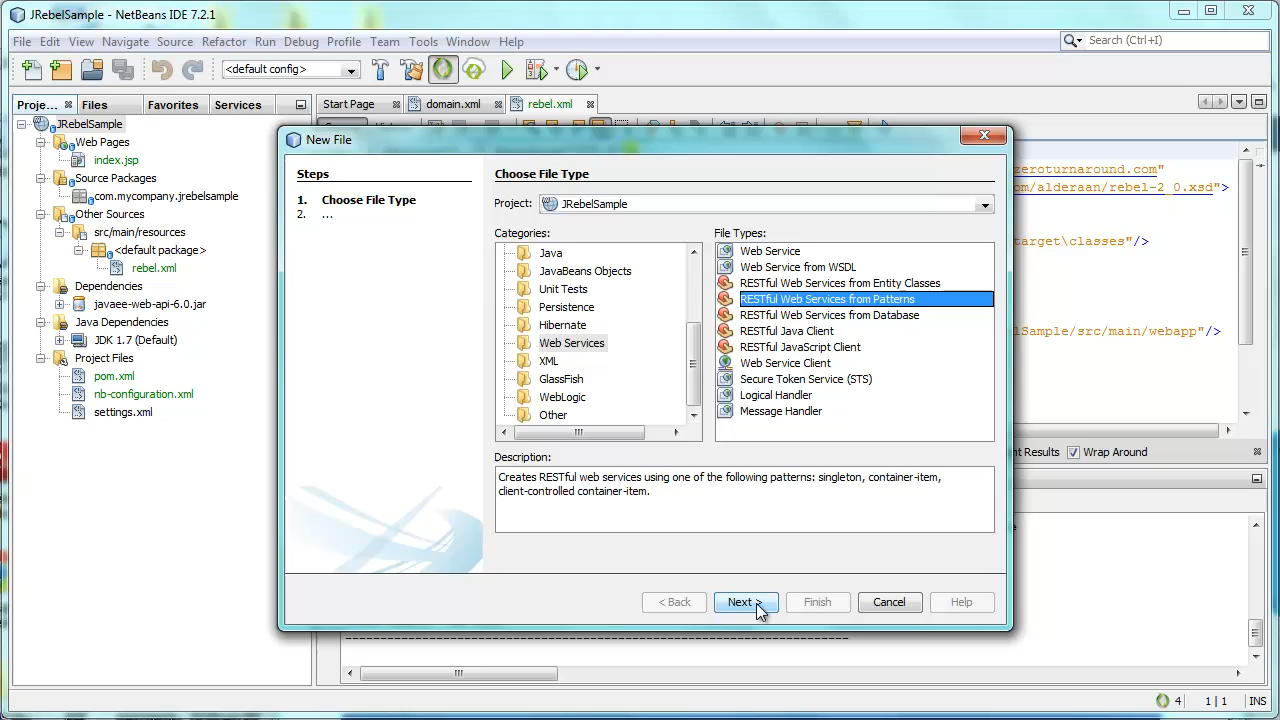 JRebelSample - NetBeans IDE 7.2.1
File Edit View Navigate Source Refactor Run Debug Profile Team Tools Window Help
Search (Ctrl+I)
<default config>
Proje... Files Favorites Services
Start Page domain.xml rebel.xml
JRebelSample
Web Pages
index.jsp
Source Packages
com.mycompany.jrebelsample
Other Sources
src/main/resources
<default package>
rebel.xml
Dependencies
javaee-web-api-6.0.jar
Java Dependencies
JDK 1.7 (Default)
Project Files
pom.xml
nb-configuration.xml
settings.xml
New File
Steps
1. Choose File Type
2. ...
Choose File Type
Project: JRebelSample
Categories:
Java
JavaBeans Objects
Unit Tests
Persistence
Hibernate
Web Services
XML
GlassFish
WebLogic
Other
File Types:
Web Service
Web Service from WSDL
RESTful Web Services from Entity Classes
RESTful Web Services from Patterns
RESTful Web Services from Database
RESTful Java Client
RESTful JavaScript Client
Web Service Client
Secure Token Service (STS)
Logical Handler
Message Handler
Description:
Creates RESTful web services using one of the following patterns: singleton, container-item,
client-controlled container-item.
< Back Next > Finish Cancel Help
zeroturnaround.com"
om/alderaan/rebel-2_0.xsd">
target\classes"/>
lSample/src/main/webapp"/>
nt Results Wrap Around
4 1 | 1 INS